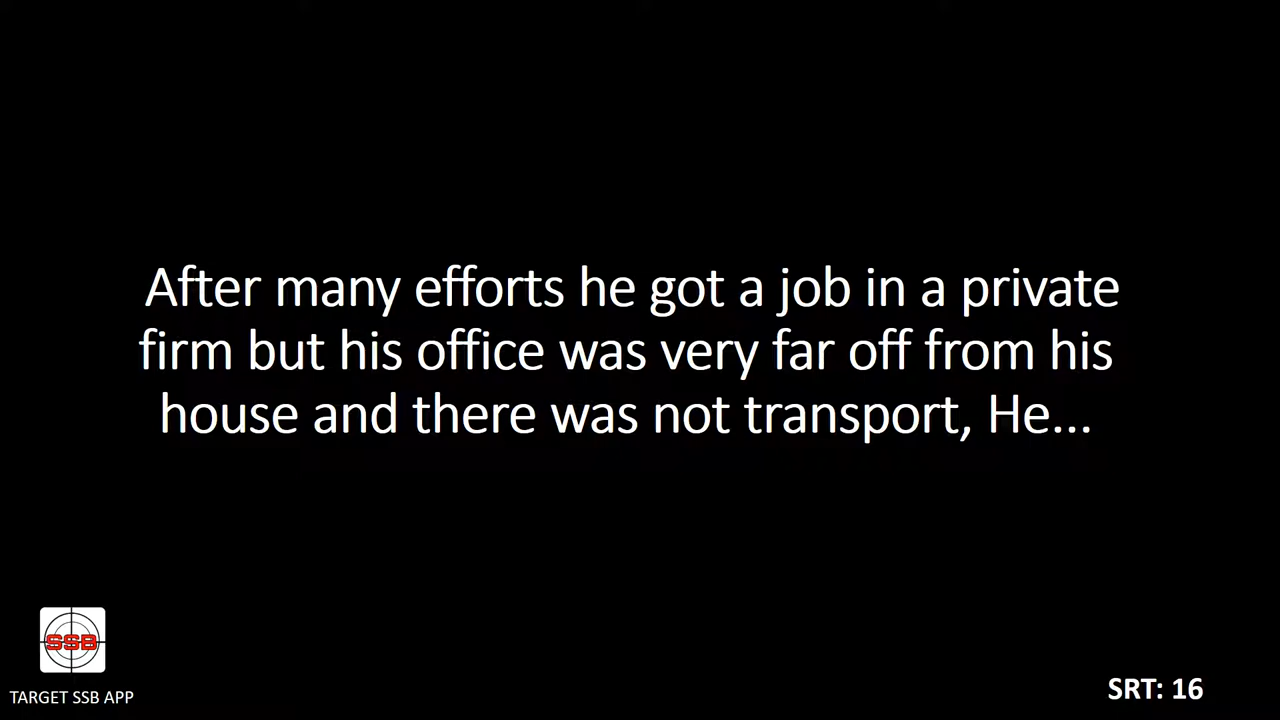 After many efforts he got a job in a private
firm but his office was very far off from his
house and there was not transport, He...
SSB
TARGET SSB APP
SRT: 16